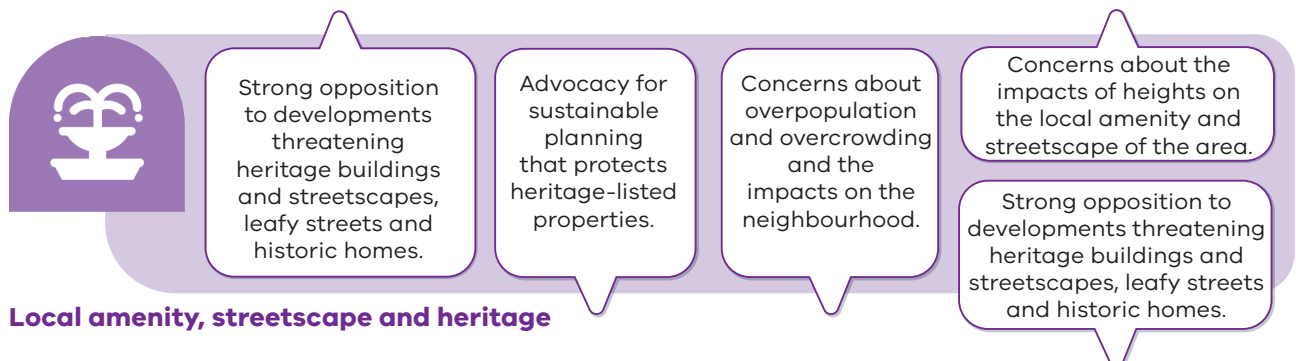 Strong opposition
to developments
threatening
heritage buildings
and streetscapes,
leafy streets and
historic homes.
Advocacy for
sustainable
planning
that protects
heritage-listed
properties.
Concerns about
overpopulation
and overcrowding
and the
impacts on the
neighbourhood.
Concerns about the
impacts of heights on
the local amenity and
streetscape of the area.
Strong opposition to
developments threatening
heritage buildings and
streetscapes, leafy streets
and historic homes.
Local amenity, streetscape and heritage